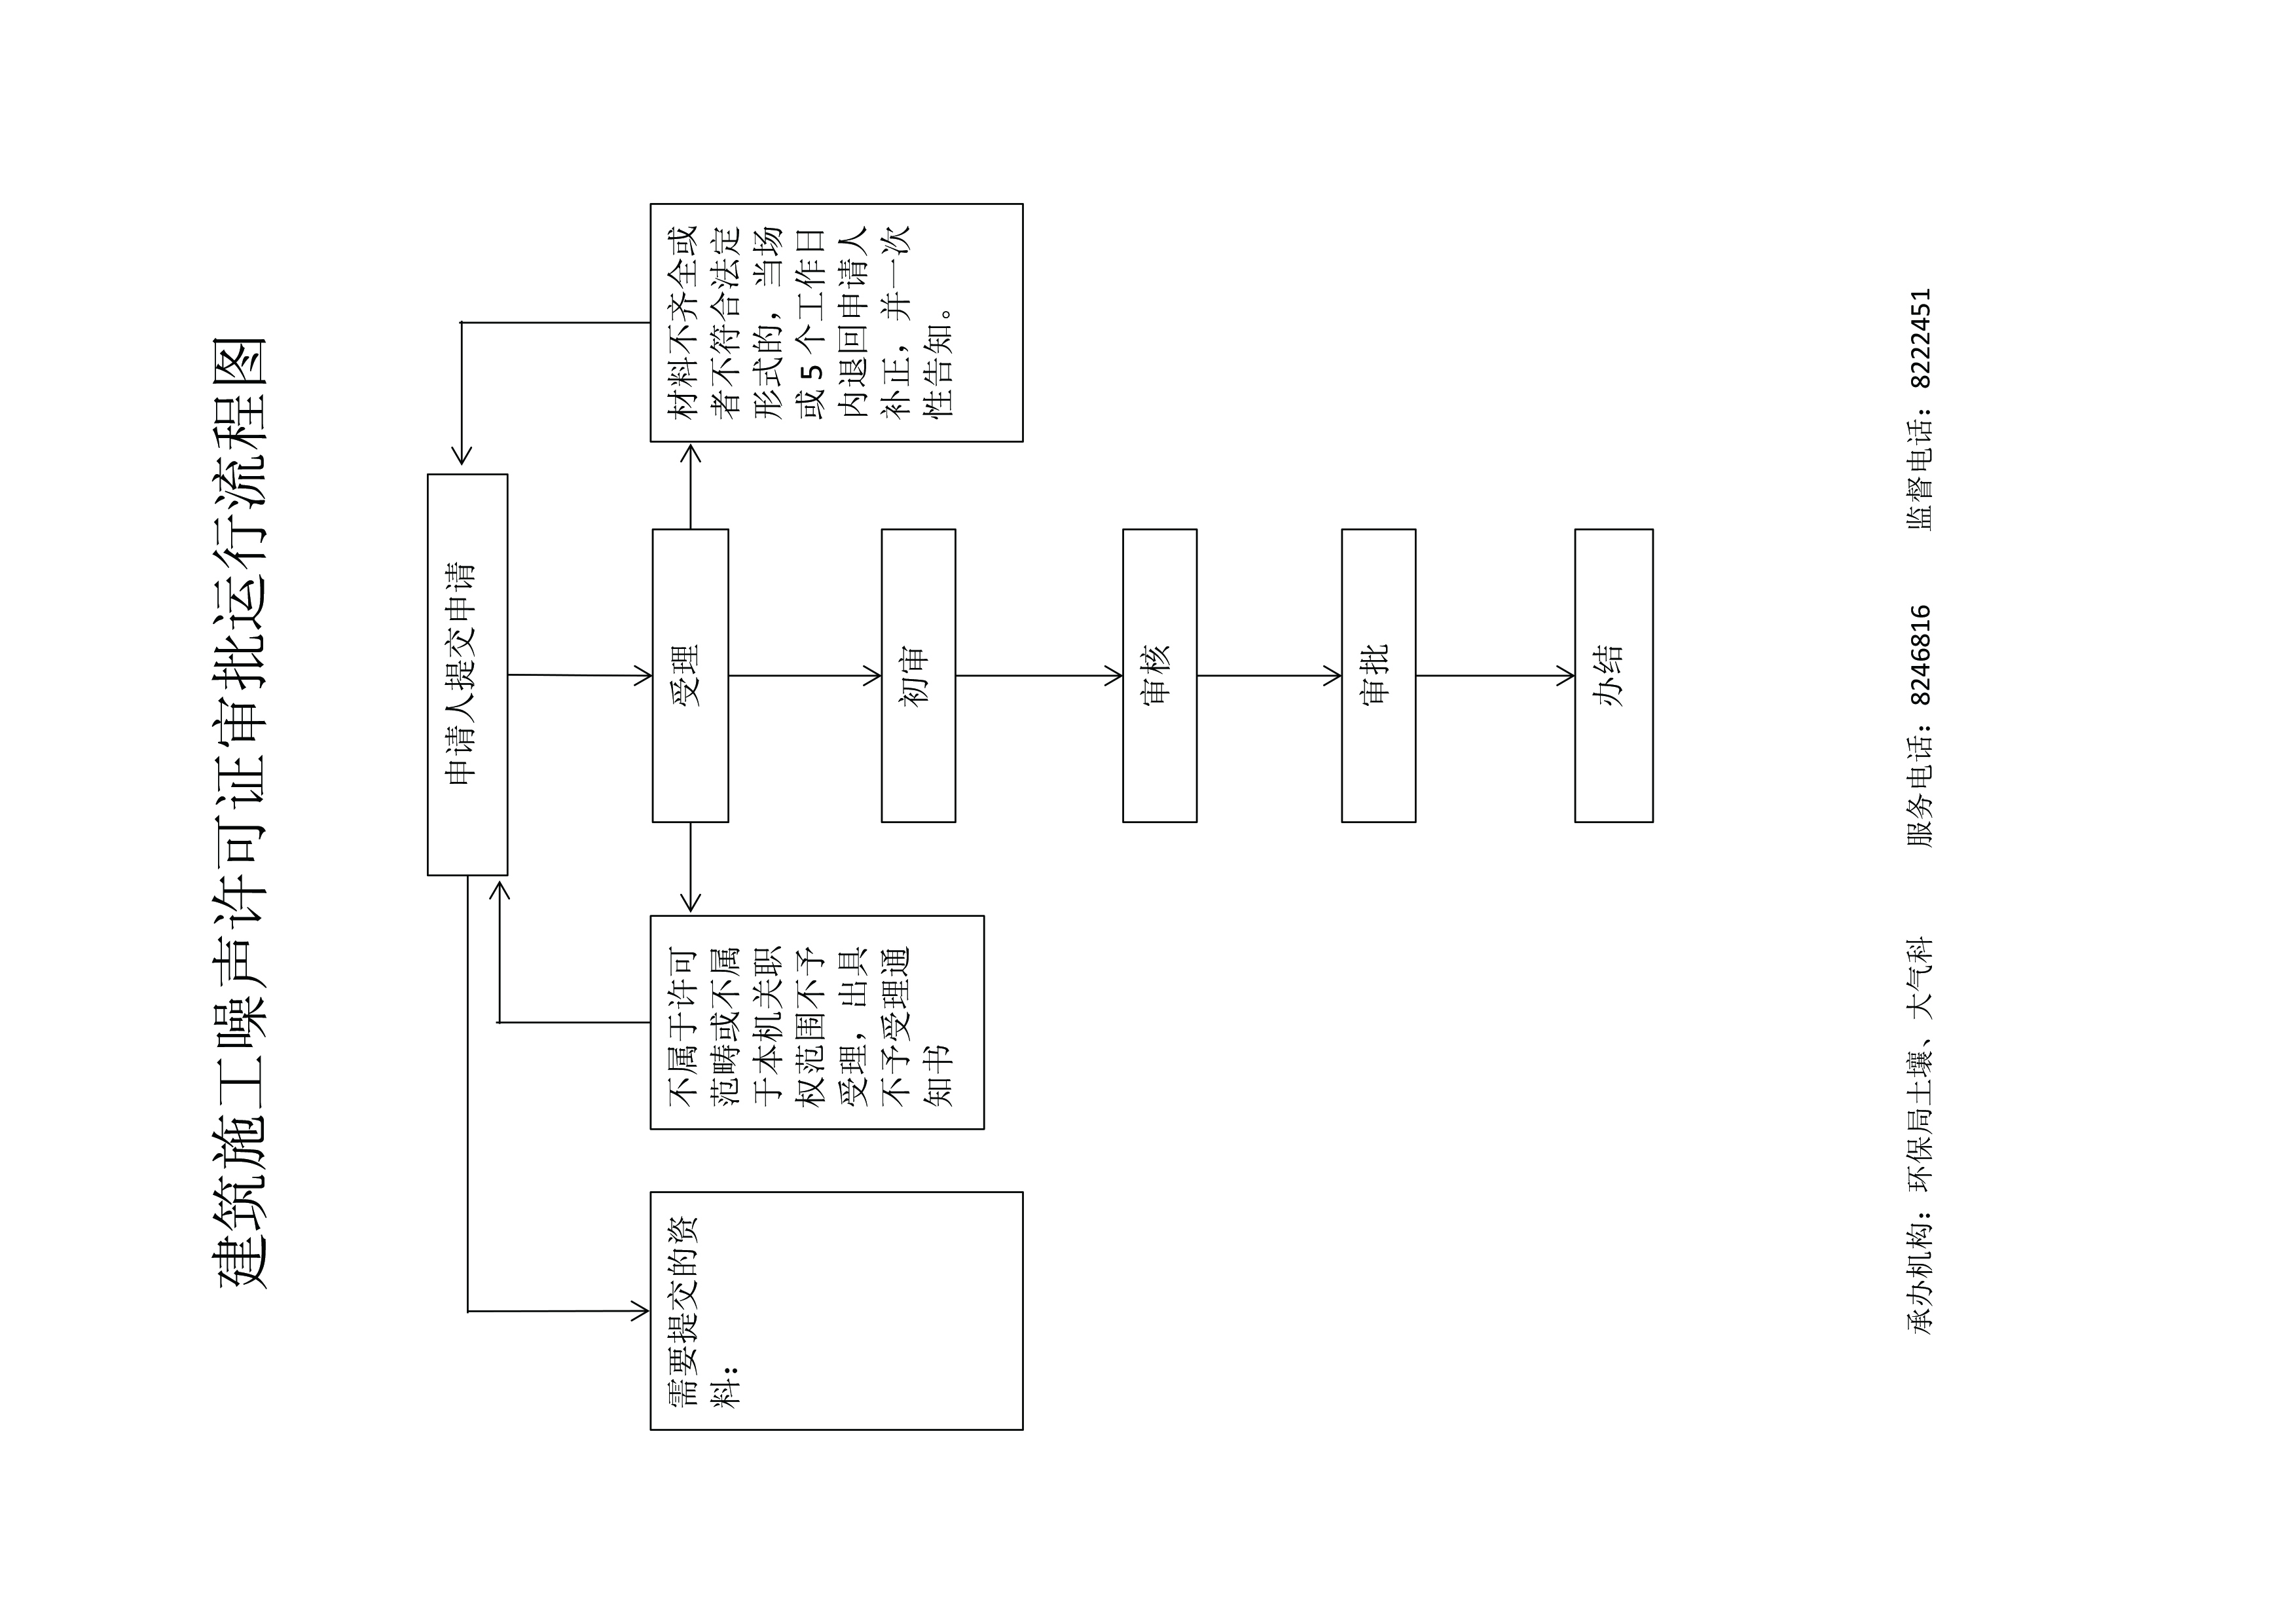 建筑施工噪声许可证审批运行流程图
申请人提交申请
需要提交的资
料：
不属于许可
范畴或不属
于本机关职
权范围不予
受理，出具
不予受理通
知书
受理
材料不齐全或
者不符合法定
形式的，当场
或 5 个工作日
内退回申请人
补正，并一次
性告知。
初审
审核
审批
办结
承办机构：环保局土壤、大气科 服务电话：8246816 监督电话：8222451